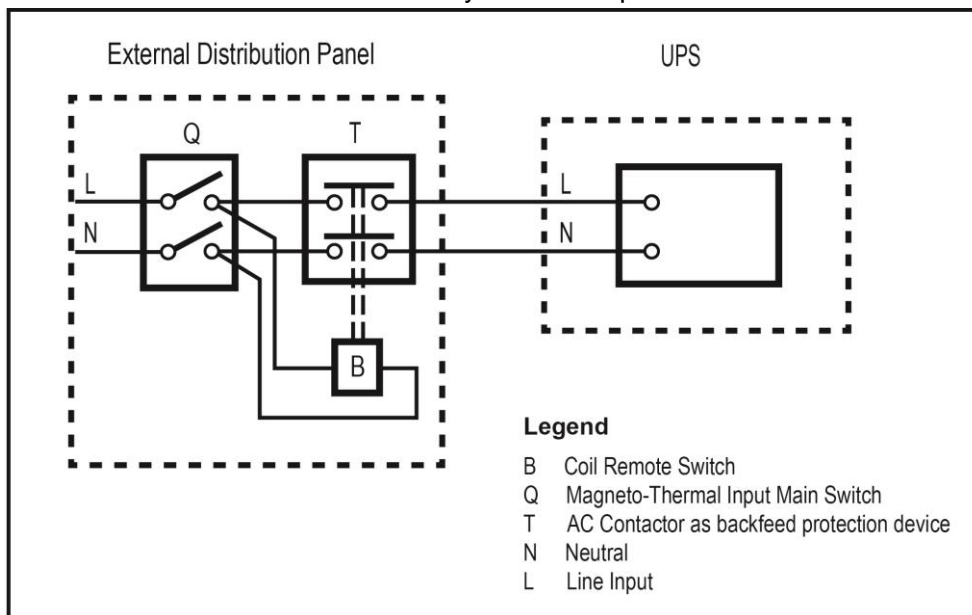 External Distribution Panel
UPS
Q
T
L
N
L
N
B
Legend
B Coil Remote Switch
Q Magneto-Thermal Input Main Switch
T AC Contactor as backfeed protection device
N Neutral
L Line Input